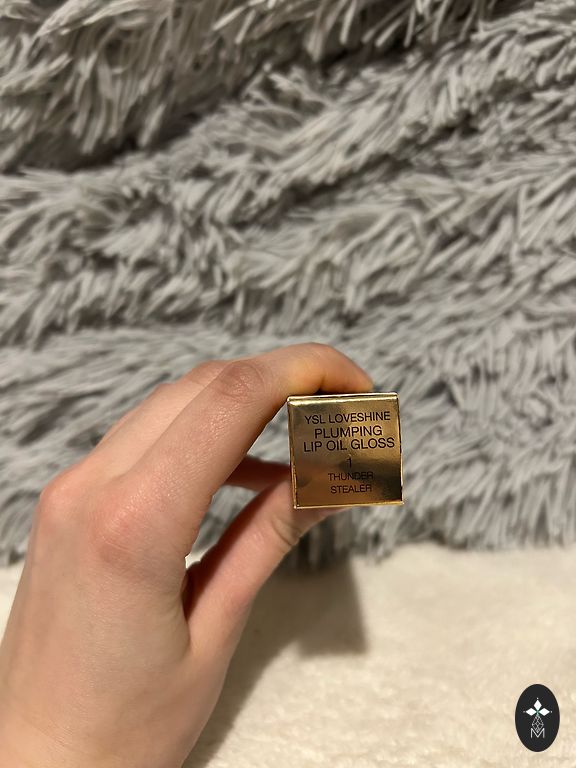 YSL LOVESHINE
PLUMPING
LIP OIL GLOSS
1
THUNDER
STEALER
M